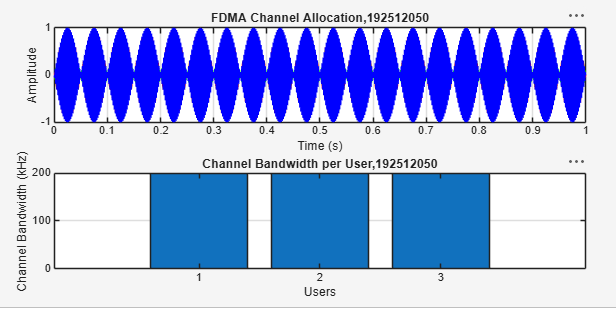 FDMA Channel Allocation,192512050
Amplitude
1
0
-1
0 0.1 0.2 0.3 0.4 0.5 0.6 0.7 0.8 0.9 1
Time (s)
Channel Bandwidth per User,192512050
Channel Bandwidth (kHz)
200
100
0
1 2 3
Users